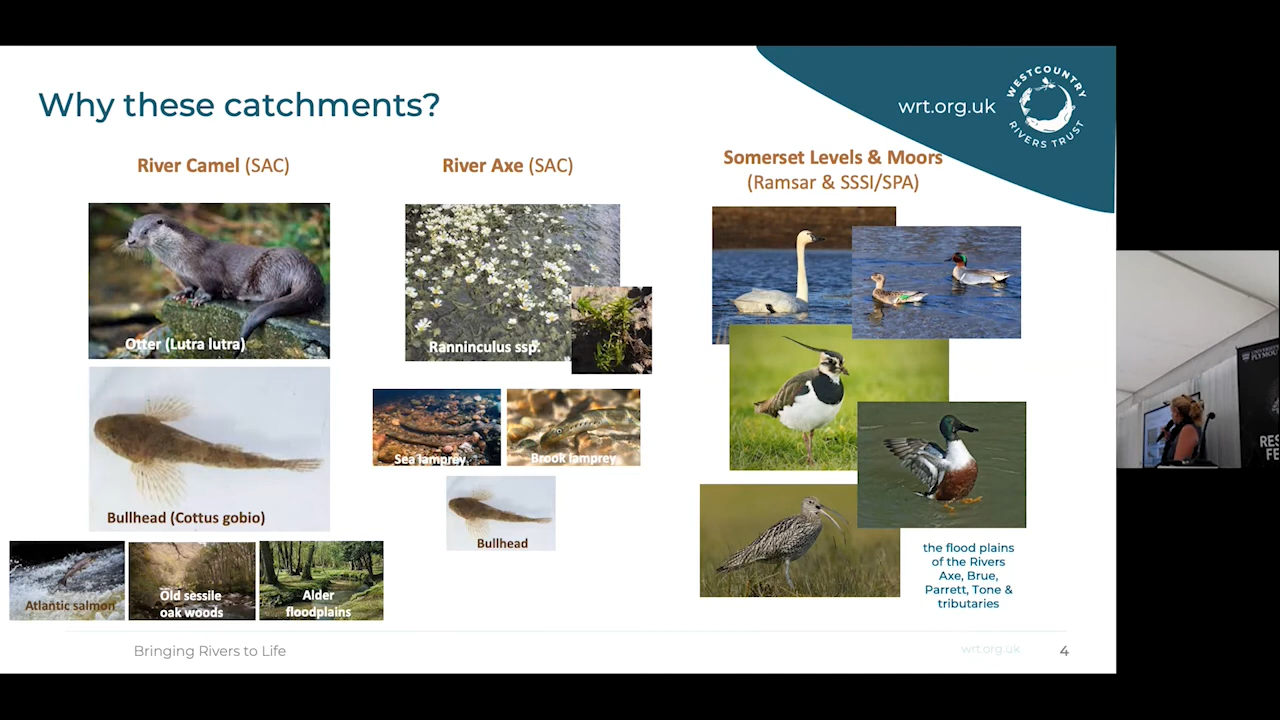 Why these catchments?
wrt.org.uk
WESTCOUNTRY
RIVERS TRUST
River Camel (SAC)
Otter (Lutra lutra)
Bullhead (Cottus gobio)
Atlantic salmon
Old sessile
oak woods
Alder
floodplains
River Axe (SAC)
Ranninculus ssp.
Sea lamprey
Brook lamprey
Bullhead
Somerset Levels & Moors
(Ramsar & SSSI/SPA)
the flood plains
of the Rivers
Axe, Brue,
Parrett, Tone &
tributaries
Bringing Rivers to Life
wrt.org.uk
4